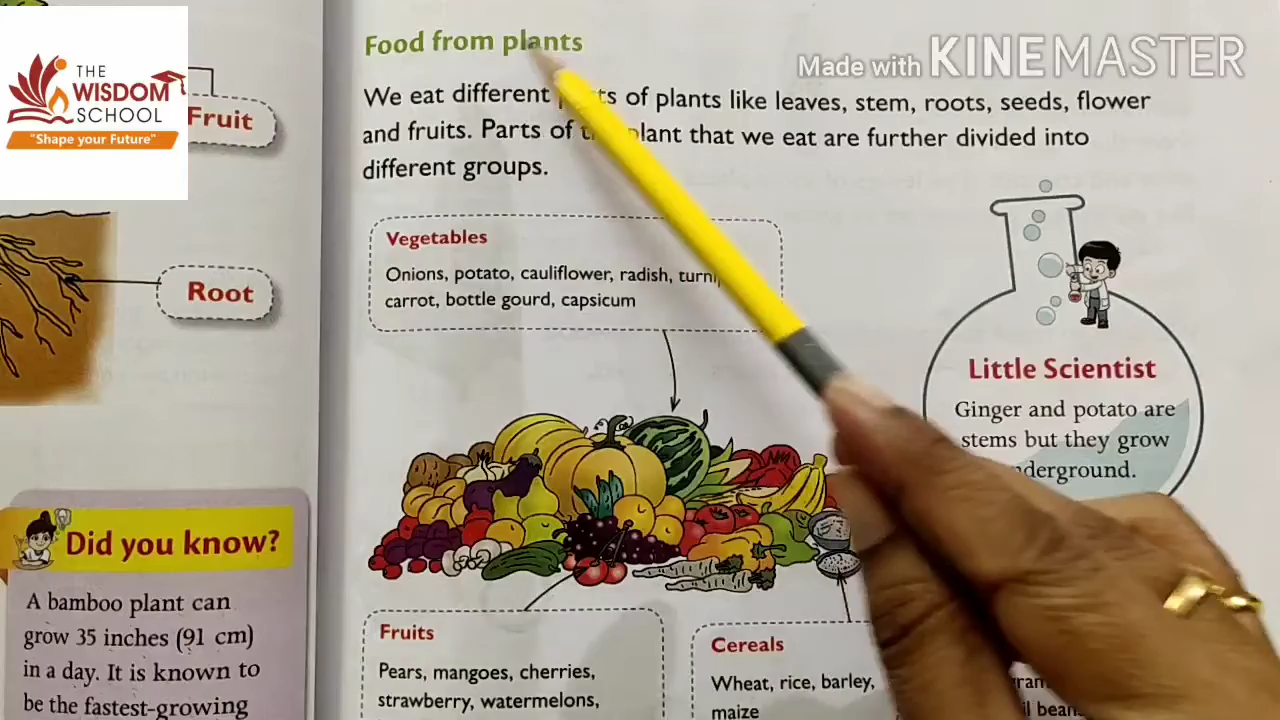 THE
WISDOM
SCHOOL
"Shape your Future"
Made with KINEMASTER
Fruit
Root
Did you know?
A bamboo plant can
grow 35 inches (91 cm)
in a day. It is known to
be the fastest-growing
Food from plants
We eat different of plants like leaves, stem, roots, seeds, flower
and fruits. Parts of plant that we eat are further divided into
different groups.
Vegetables
Onions, potato, cauliflower, radish,
carrot, bottle gourd, capsicum
Little Scientist
Ginger and potato are
stems but they grow
Fruits
Pears, mangoes, cherries,
strawberry, watermelons,
Cereals
Wheat, rice, barley,
maize